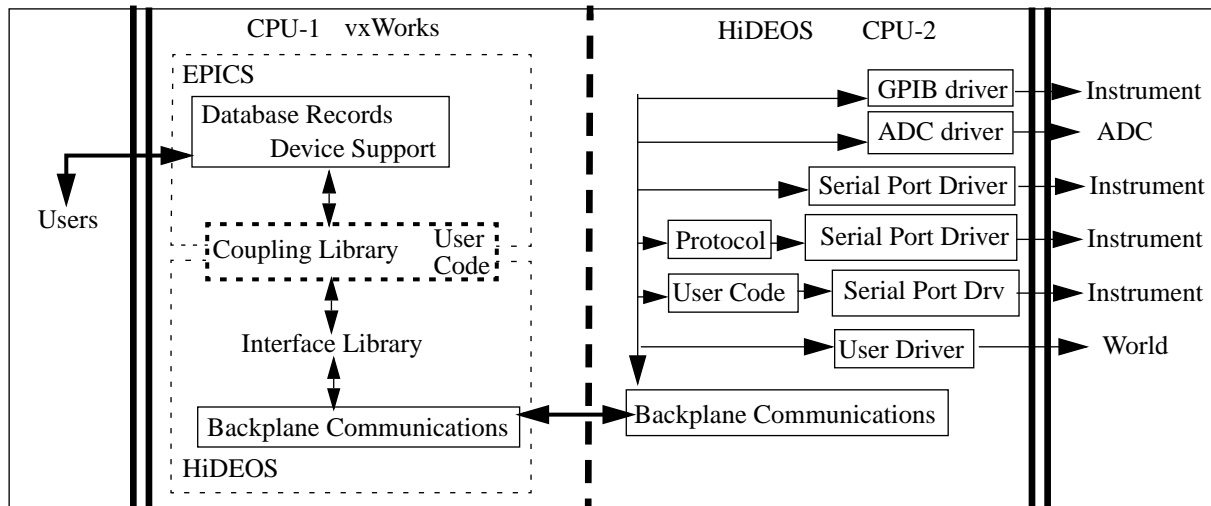 CPU-1 vxWorks
EPICS
Database Records
Device Support
Users
Coupling Library
User
Code
Interface Library
Backplane Communications
HiDEOS
HiDEOS CPU-2
GPIB driver
Instrument
ADC driver
ADC
Serial Port Driver
Instrument
Protocol
Serial Port Driver
Instrument
User Code
Serial Port Drv
Instrument
User Driver
World
Backplane Communications